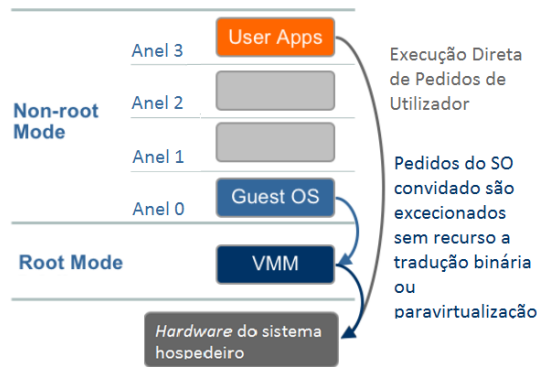 User Apps
Anel 3
Execução Direta
de Pedidos de
Utilizador
Anel 2
Non-root
Mode
Anel 1
Pedidos do SO
convidado são
excecionados
sem recurso a
tradução binária
ou
paravirtualização
Guest OS
Anel 0
Root Mode
VMM
Hardware do sistema
hospedeiro